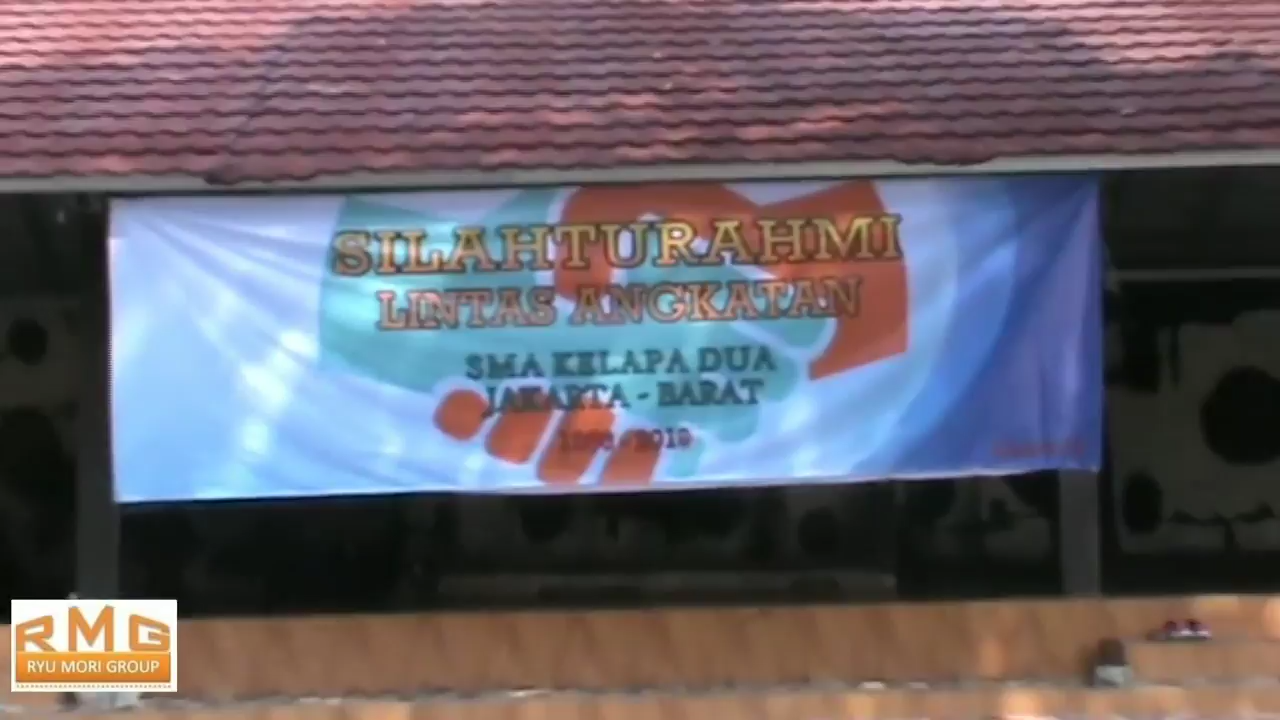 SILAHTURAHMI
LINTAS ANGKATAN
SMA KELAPA DUA
JAKARTA - BARAT
RMG
RYU MORI GROUP